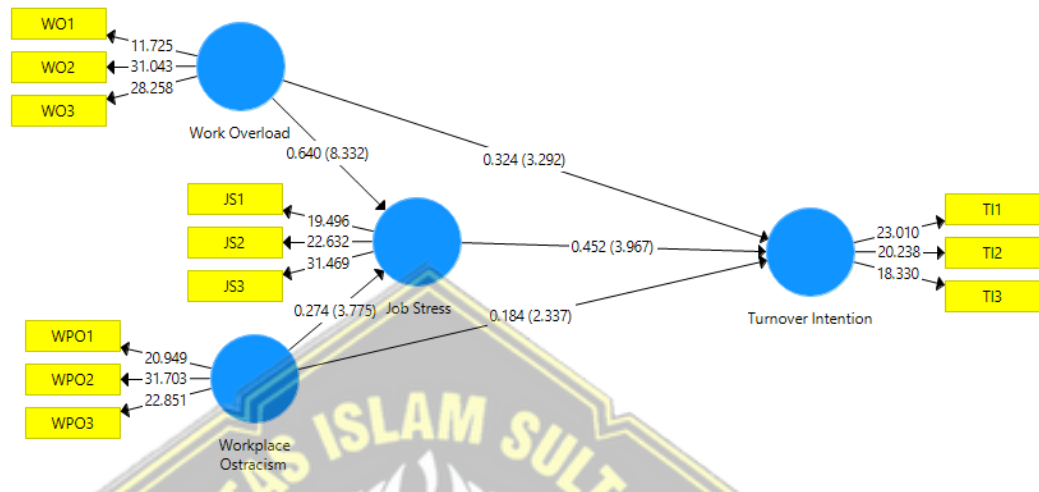 WO1
11.725
WO2
31.043
WO3
28.258
Work Overload
0.640 (8.332)
0.324 (3.292)
JS1
19.496
JS2
22.632
JS3
31.469
Job Stress
0.452 (3.967)
TI1
23.010
TI2
20.238
TI3
18.330
Turnover Intention
0.274 (3.775)
0.184 (2.337)
WPO1
20.949
WPO2
31.703
WPO3
22.851
Workplace
Ostracism
TAS ISLAM SULT